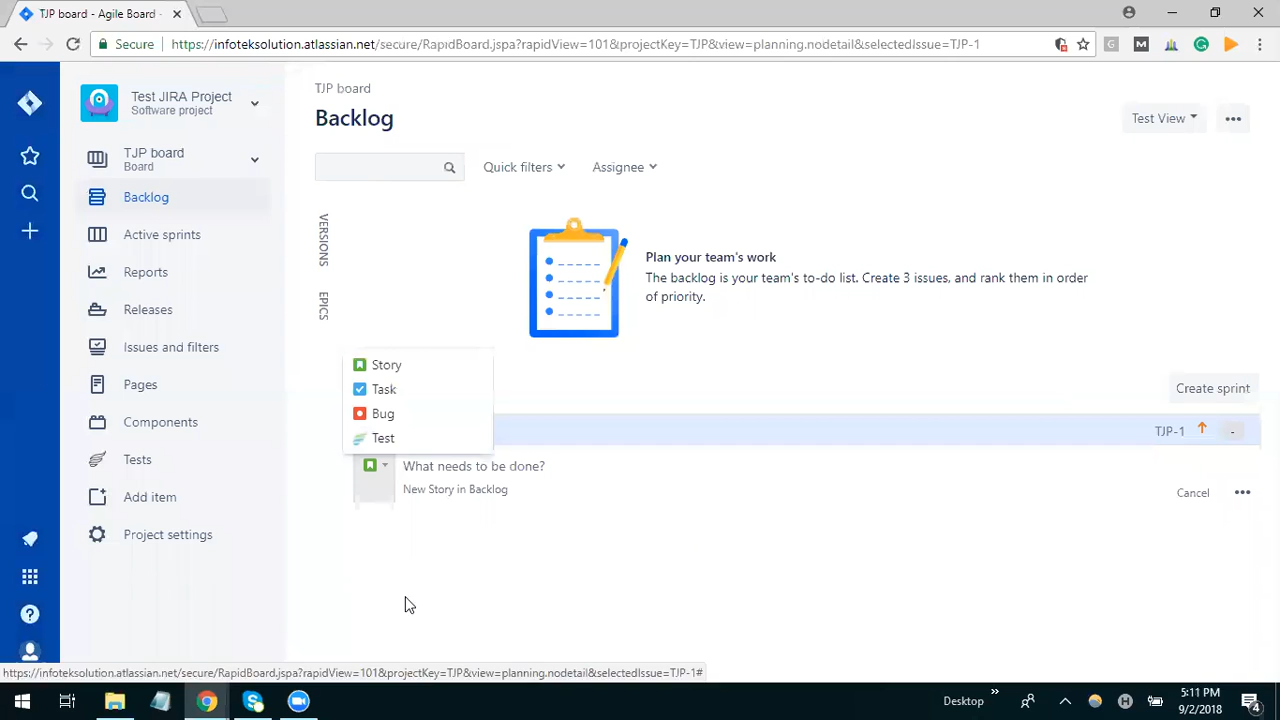 TJP board - Agile Board -
Secure
https://infoteksolution.atlassian.net/secure/RapidBoard.jspa?rapidView=101&projectKey=TJP&view=planning.nodetail&selectedIssue=TJP-1
Test JIRA Project
Software project
TJP board
Board
Backlog
Active sprints
Reports
Releases
Issues and filters
Pages
Components
Tests
Add item
Project settings
TJP board
Backlog
Test View
Quick filters
Assignee
VERSIONS
EPICS
Plan your team's work
The backlog is your team's to-do list. Create 3 issues, and rank them in order
of priority.
Create sprint
Story
Task
Bug
Test
TJP-1
-
What needs to be done?
New Story in Backlog
Cancel
https://infoteksolution.atlassian.net/secure/RapidBoard.jspa?rapidView=101&projectKey=TJP&view=planning.nodetail&selectedIssue=TJP-1#
Desktop
5:11 PM
9/2/2018
4